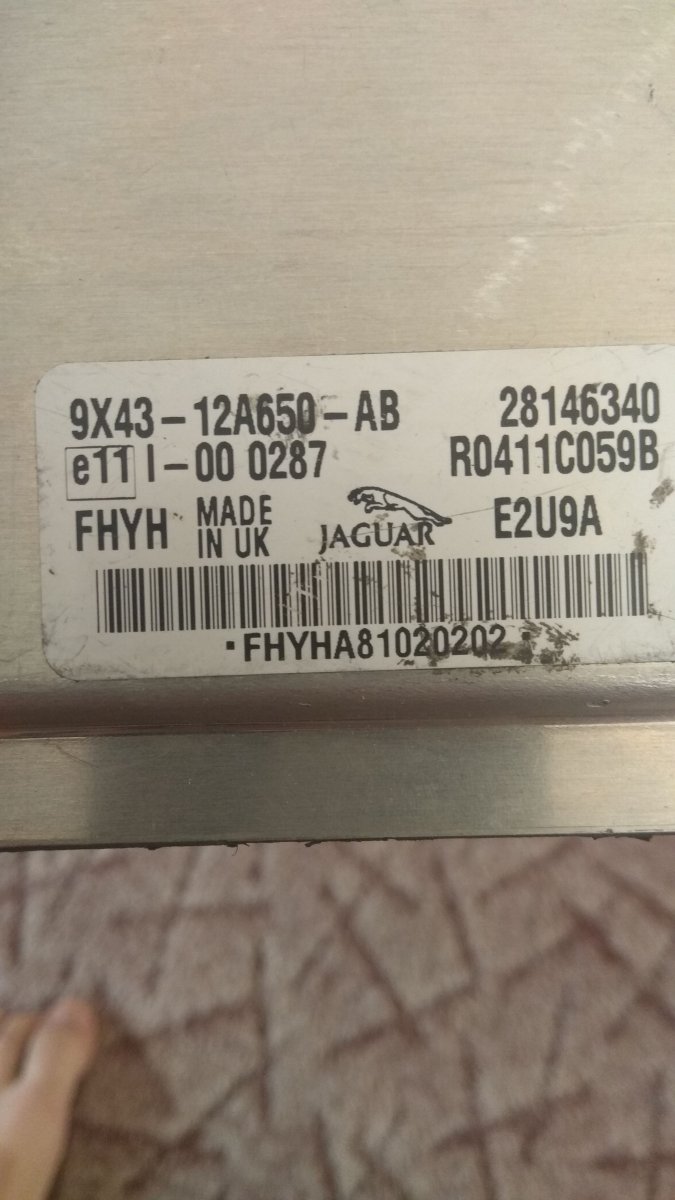 9X43-12A650-AB 28146340
e11 I-00 0287 R0411C059B
FHYH MADE IN UK JAGUAR E2U9A
FHYHA81020202